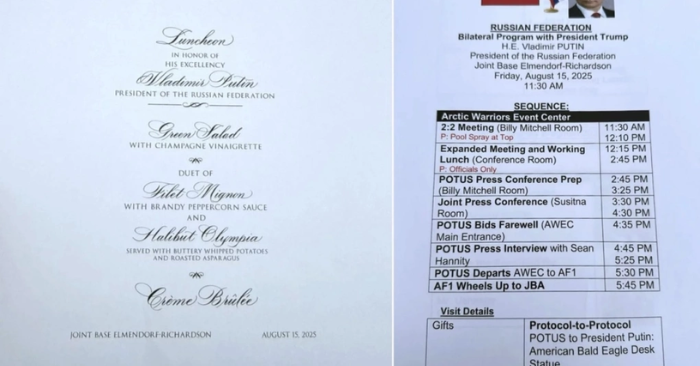 Luncheon
IN HONOR OF
HIS EXCELLENCY
Vladimir Putin
PRESIDENT OF THE RUSSIAN FEDERATION
Green Salad
WITH CHAMPAGNE VINAIGRETTE
DUET OF
Filet Mignon
WITH BRANDY PEPPERCORN SAUCE
AND
Halibut Olympia
SERVED WITH BUTTERY WHIPPED POTATOES
AND ROASTED ASPARAGUS
Crème Brûlée
JOINT BASE ELMENDORF-RICHARDSON AUGUST 15, 2025
RUSSIAN FEDERATION
Bilateral Program with President Trump
H.E. Vladimir PUTIN
President of the Russian Federation
Joint Base Elmendorf-Richardson
Friday, August 15, 2025
11:30 AM
SEQUENCE:
Arctic Warriors Event Center
2:2 Meeting (Billy Mitchell Room) 11:30 AM
P: Pool Spray at Top 12:10 PM
Expanded Meeting and Working 12:15 PM
Lunch (Conference Room) 2:45 PM
P: Officials Only
POTUS Press Conference Prep 2:45 PM
(Billy Mitchell Room) 3:25 PM
Joint Press Conference (Susitna 3:30 PM
Room) 4:30 PM
POTUS Bids Farewell (AWEC 4:35 PM
Main Entrance)
POTUS Press Interview with Sean 4:45 PM
Hannity 5:25 PM
POTUS Departs AWEC to AF1 5:30 PM
AF1 Wheels Up to JBA 5:45 PM
Visit Details
Gifts Protocol-to-Protocol
POTUS to President Putin:
American Bald Eagle Desk
Statue